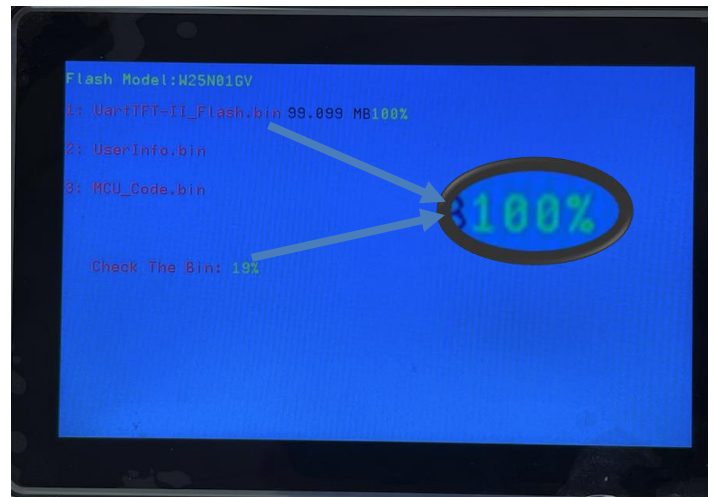 Flash Model:W25N01GV
1: UartTFT-II_Flash.bin 99.099 MB100%
2: UserInfo.bin
3: MCU_Code.bin
100%
Check The Bin: 19%